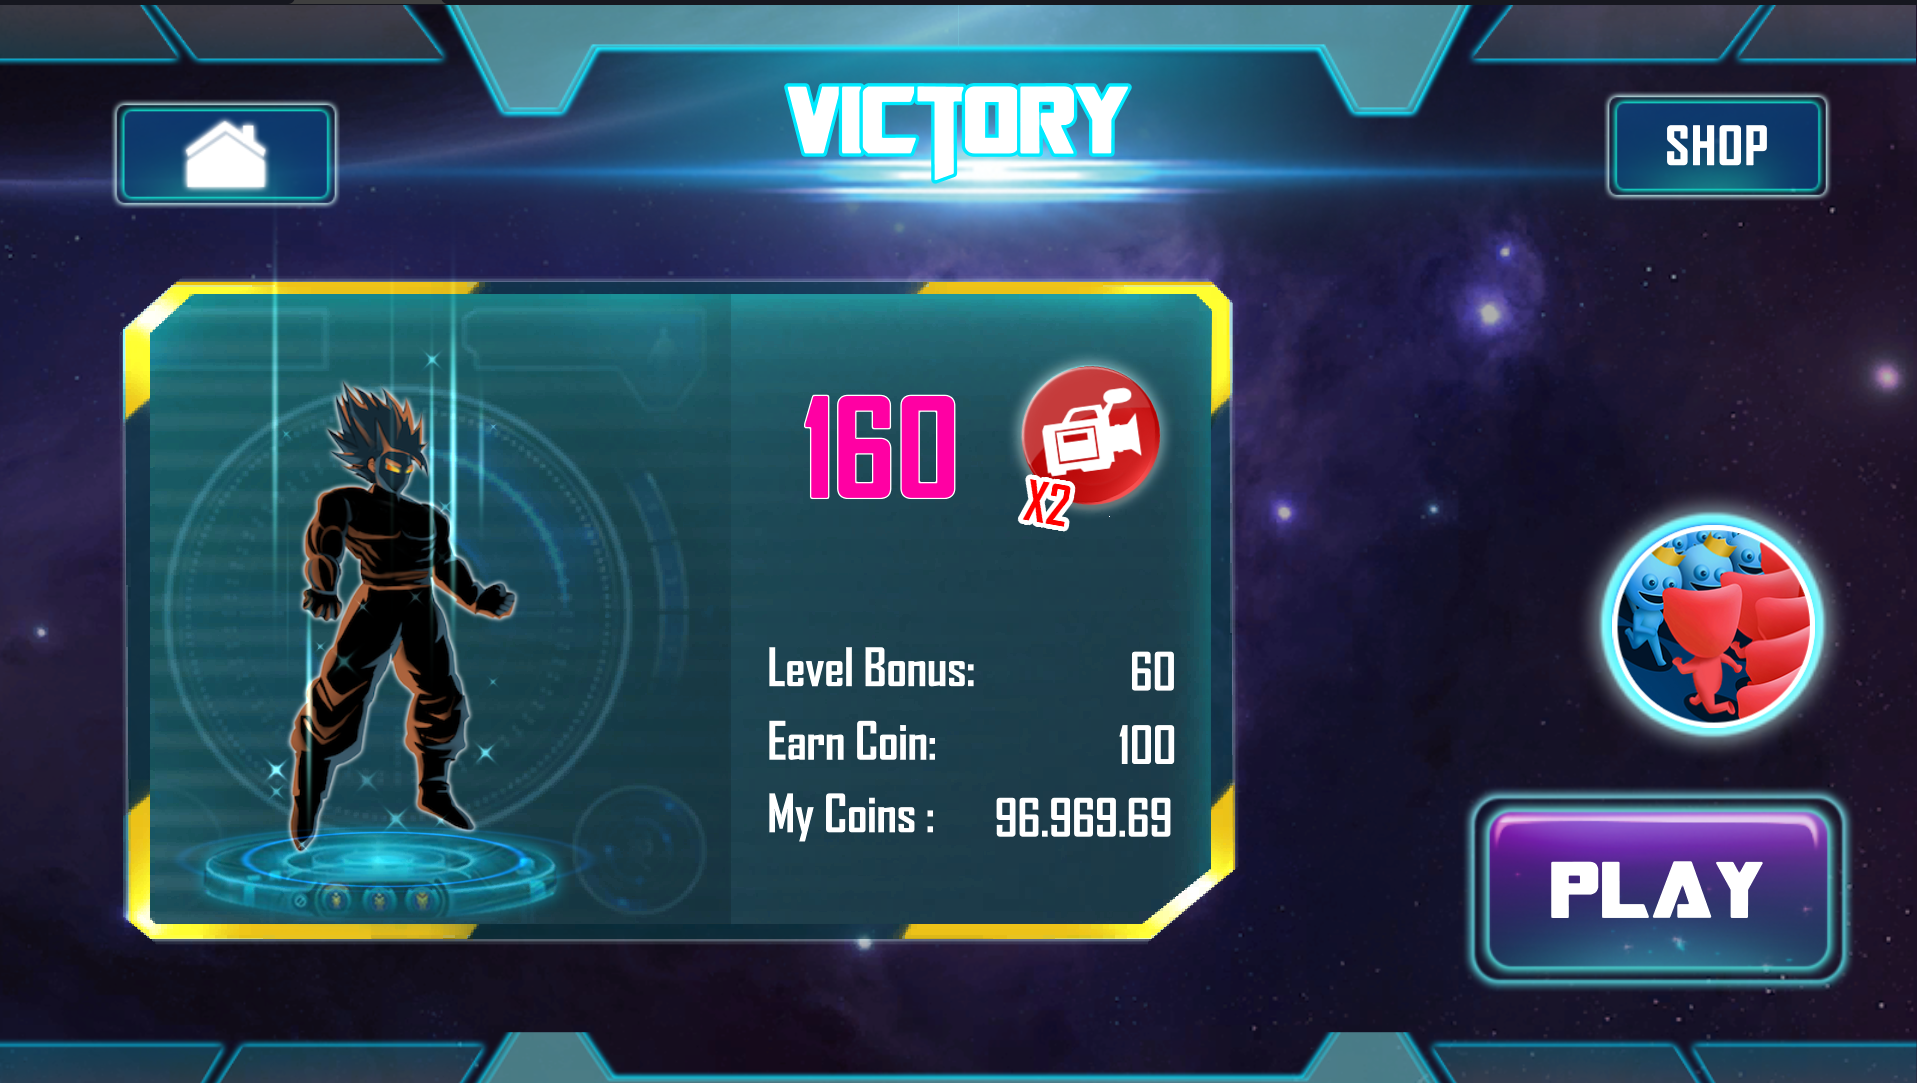 VICTORY
SHOP
160
X2
Level Bonus: 60
Earn Coin: 100
My Coins : 96.969.69
PLAY